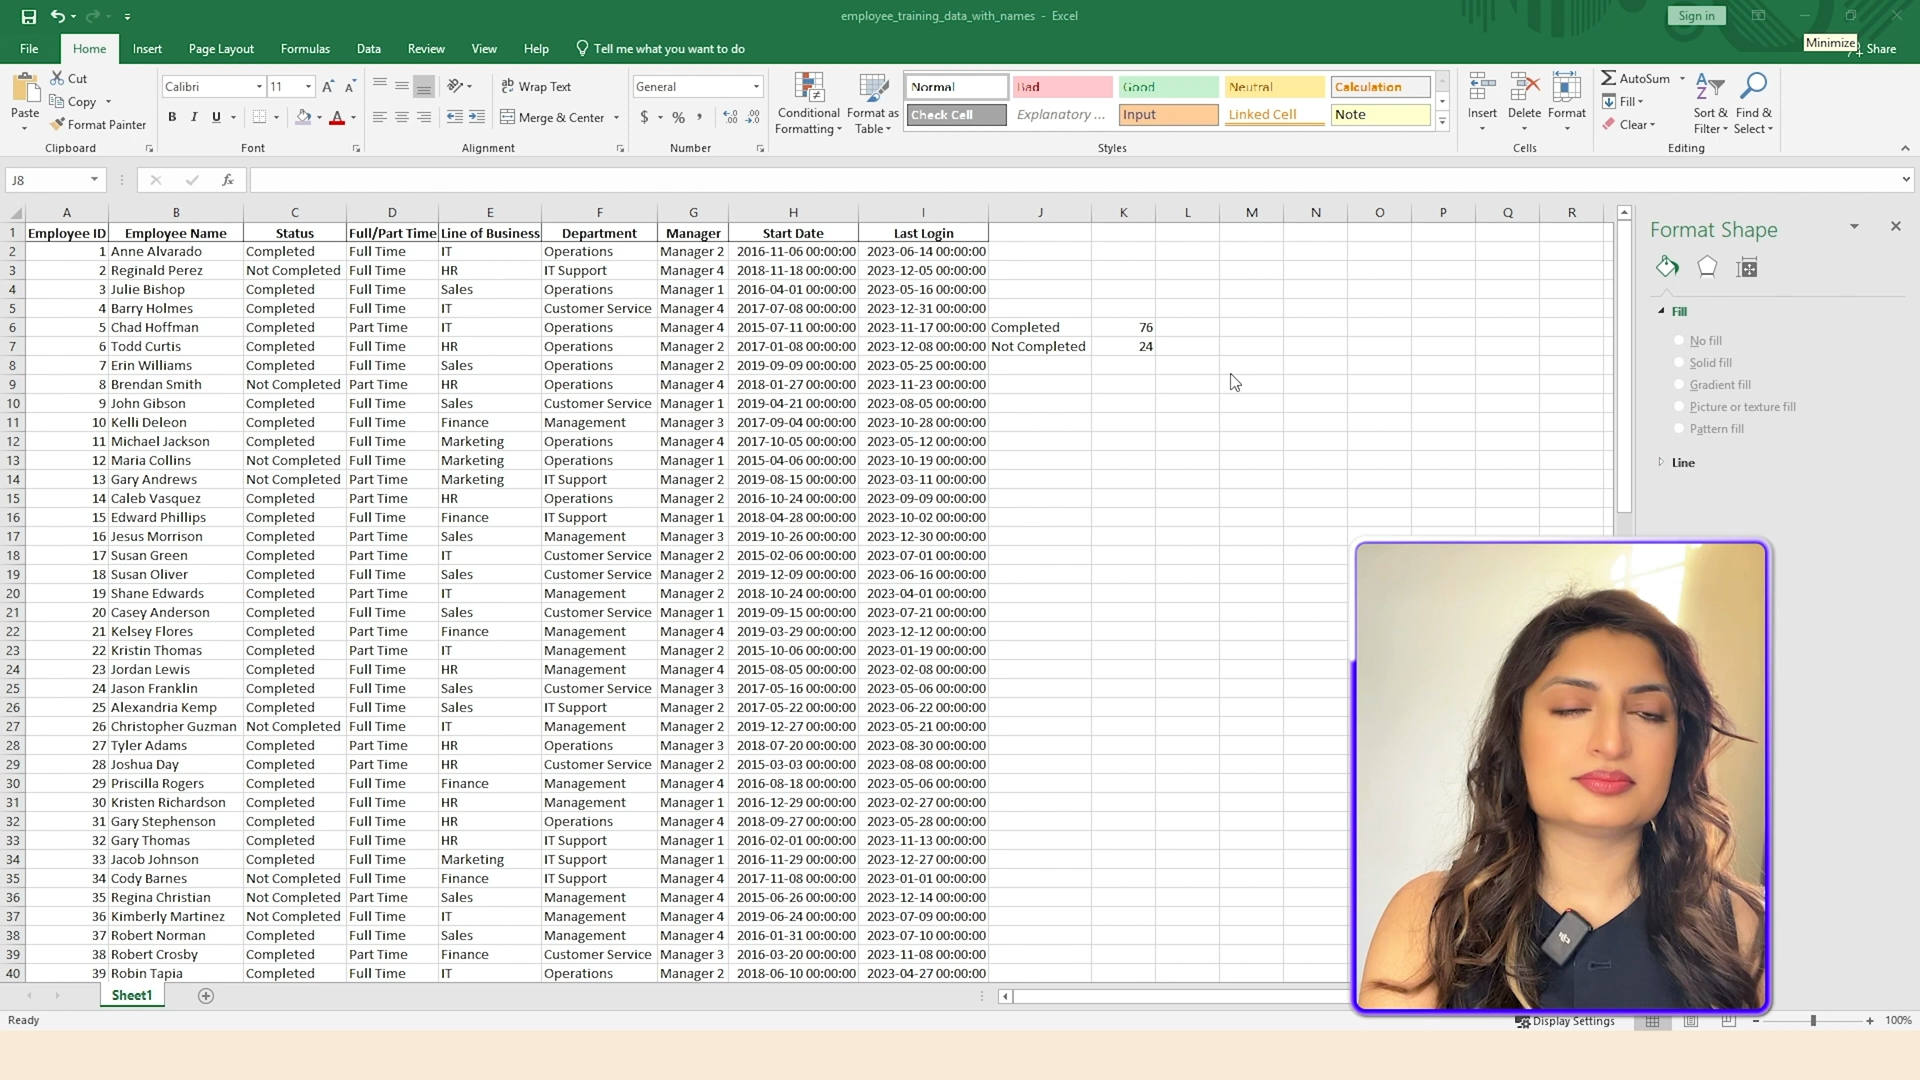 employee_training_data_with_names - Excel
Sign in
Minimize
File Home Insert Page Layout Formulas Data Review View Help Tell me what you want to do Share
Paste
Cut
Copy
Format Painter
Clipboard
Calibri 11
B I U
Font
Wrap Text
Merge & Center
Alignment
General
$ % ,
Number
Conditional Formatting
Format as Table
Normal Bad Good Neutral Calculation
Check Cell Explanatory ... Input Linked Cell Note
Styles
Insert Delete Format
Cells
AutoSum
Fill
Clear
Sort & Filter
Find & Select
Editing
J8 fx
A B C D E F G H I J K L M N O P Q R
1 Employee ID Employee Name Status Full/Part Time Line of Business Department Manager Start Date Last Login
2 1 Anne Alvarado Completed Full Time IT Operations Manager 2 2016-11-06 00:00:00 2023-06-14 00:00:00
3 2 Reginald Perez Not Completed Full Time HR IT Support Manager 4 2018-11-18 00:00:00 2023-12-05 00:00:00
4 3 Julie Bishop Completed Full Time Sales Operations Manager 1 2016-04-01 00:00:00 2023-05-16 00:00:00
5 4 Barry Holmes Completed Full Time IT Customer Service Manager 4 2017-07-08 00:00:00 2023-12-31 00:00:00
6 5 Chad Hoffman Completed Part Time IT Operations Manager 4 2015-07-11 00:00:00 2023-11-17 00:00:00 Completed 76
7 6 Todd Curtis Completed Full Time HR Operations Manager 2 2017-01-08 00:00:00 2023-12-08 00:00:00 Not Completed 24
8 7 Erin Williams Completed Full Time Sales Operations Manager 2 2019-09-09 00:00:00 2023-05-25 00:00:00
9 8 Brendan Smith Not Completed Part Time HR Operations Manager 4 2018-01-27 00:00:00 2023-11-23 00:00:00
10 9 John Gibson Completed Full Time Sales Customer Service Manager 1 2019-04-21 00:00:00 2023-08-05 00:00:00
11 10 Kelli Deleon Completed Full Time Finance Management Manager 3 2017-09-04 00:00:00 2023-10-28 00:00:00
12 11 Michael Jackson Completed Full Time Marketing Operations Manager 4 2017-10-05 00:00:00 2023-05-12 00:00:00
13 12 Maria Collins Not Completed Full Time Marketing Operations Manager 1 2015-04-06 00:00:00 2023-10-19 00:00:00
14 13 Gary Andrews Not Completed Part Time Marketing IT Support Manager 2 2019-08-15 00:00:00 2023-03-11 00:00:00
15 14 Caleb Vasquez Completed Part Time HR Operations Manager 2 2016-10-24 00:00:00 2023-09-09 00:00:00
16 15 Edward Phillips Completed Full Time Finance IT Support Manager 1 2018-04-28 00:00:00 2023-10-02 00:00:00
17 16 Jesus Morrison Completed Part Time Sales Management Manager 3 2019-10-26 00:00:00 2023-12-30 00:00:00
18 17 Susan Green Completed Part Time IT Customer Service Manager 2 2015-02-06 00:00:00 2023-07-01 00:00:00
19 18 Susan Oliver Completed Full Time Sales Customer Service Manager 2 2019-12-09 00:00:00 2023-06-16 00:00:00
20 19 Shane Edwards Completed Part Time IT Management Manager 2 2018-10-24 00:00:00 2023-04-01 00:00:00
21 20 Casey Anderson Completed Full Time Sales Customer Service Manager 1 2019-09-15 00:00:00 2023-07-21 00:00:00
22 21 Kelsey Flores Completed Part Time Finance Management Manager 4 2019-03-29 00:00:00 2023-12-12 00:00:00
23 22 Kristin Thomas Completed Part Time IT Management Manager 2 2015-10-06 00:00:00 2023-01-19 00:00:00
24 23 Jordan Lewis Completed Full Time HR Management Manager 4 2015-08-05 00:00:00 2023-02-08 00:00:00
25 24 Jason Franklin Completed Full Time Sales Customer Service Manager 3 2017-05-16 00:00:00 2023-05-06 00:00:00
26 25 Alexandria Kemp Completed Full Time Sales IT Support Manager 2 2017-05-22 00:00:00 2023-06-22 00:00:00
27 26 Christopher Guzman Not Completed Full Time IT Management Manager 2 2019-12-27 00:00:00 2023-05-21 00:00:00
28 27 Tyler Adams Completed Part Time HR Operations Manager 3 2018-07-20 00:00:00 2023-08-30 00:00:00
29 28 Joshua Day Completed Part Time HR Customer Service Manager 2 2015-03-03 00:00:00 2023-08-08 00:00:00
30 29 Priscilla Rogers Completed Full Time Finance Management Manager 4 2016-08-18 00:00:00 2023-05-06 00:00:00
31 30 Kristen Richardson Completed Full Time HR Management Manager 1 2016-12-29 00:00:00 2023-02-27 00:00:00
32 31 Gary Stephenson Completed Full Time HR Operations Manager 4 2018-09-27 00:00:00 2023-05-28 00:00:00
33 32 Gary Thomas Completed Full Time HR IT Support Manager 1 2016-02-01 00:00:00 2023-11-13 00:00:00
34 33 Jacob Johnson Completed Full Time Marketing IT Support Manager 1 2016-11-29 00:00:00 2023-12-27 00:00:00
35 34 Cody Barnes Not Completed Full Time Finance IT Support Manager 4 2017-11-08 00:00:00 2023-01-01 00:00:00
36 35 Regina Christian Not Completed Part Time Sales Management Manager 4 2015-06-26 00:00:00 2023-12-14 00:00:00
37 36 Kimberly Martinez Not Completed Full Time IT Management Manager 4 2019-06-24 00:00:00 2023-07-09 00:00:00
38 37 Robert Norman Completed Full Time Sales Management Manager 4 2016-01-31 00:00:00 2023-07-10 00:00:00
39 38 Robert Crosby Completed Part Time Finance Customer Service Manager 3 2016-03-20 00:00:00 2023-11-08 00:00:00
40 39 Robin Tapia Completed Full Time IT Operations Manager 2 2018-06-10 00:00:00 2023-04-27 00:00:00
Format Shape
Fill
No fill
Solid fill
Gradient fill
Picture or texture fill
Pattern fill
Line
Sheet1
Ready
Display Settings
100%